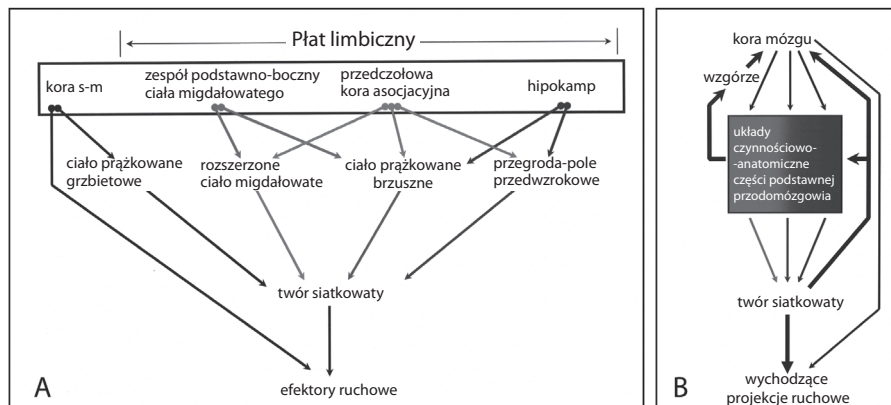 Płat limbiczny
kora s-m
zespół podstawno-boczny
ciała migdałowatego
przedczołowa
kora asocjacyjna
hipokamp
ciało prążkowane
grzbietowe
rozszerzone
ciało migdałowate
ciało prążkowane
brzuszne
przegroda-pole
przedwzrokowe
twór siatkowaty
efektory ruchowe
A
kora mózgu
wzgórze
układy
czynnościowo-
-anatomiczne
części podstawnej
przodomózgowia
twór siatkowaty
wychodzące
projekcje ruchowe
B